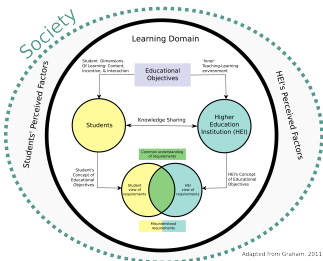 Society
Learning Domain
Students' Perceived Factors
HEI's Perceived Factors
Student Dimensions
Of Learning: Content,
Incentive, & Interaction
Educational
Objectives
'Inner'
Teaching-Learning
environment
Students
Knowledge Sharing
Higher
Education
Institution (HEI)
Common understanding
of requirements
Student's
Concept of
Educational
Objectives
HEI's Concept
of Educational
Objectives
Student
view of
requirements
HEI
view of
requirements
Misunderstood
requirements
Adapted from Graham, 2011